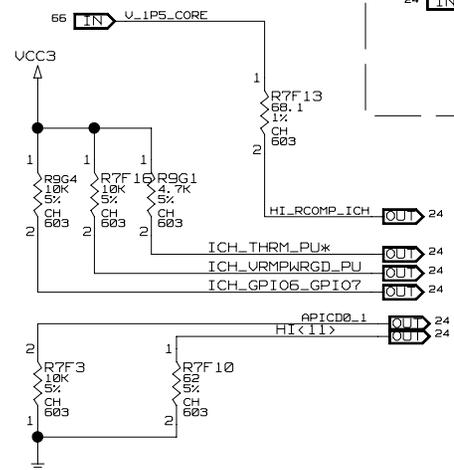 24 IN
66 IN V_1P5_CORE
VCC3
1
R7F13
68.1
1%
CH
603
2
1 1 1
R9G4 R7F16 R9G1
10K 10K 4.7K
5% 5% 5%
CH CH CH
603 603 603
2 2 2
HI_RCOMP_ICH OUT 24
ICH_THRM_PU* OUT 24
ICH_VRMPWRGD_PU OUT 24
ICH_GPIO6_GPIO7 OUT 24
APICD0_1 OUT 24
HI<11> OUT 24
2 1
R7F3 R7F10
10K 62
5% 5%
CH CH
603 603
1 2